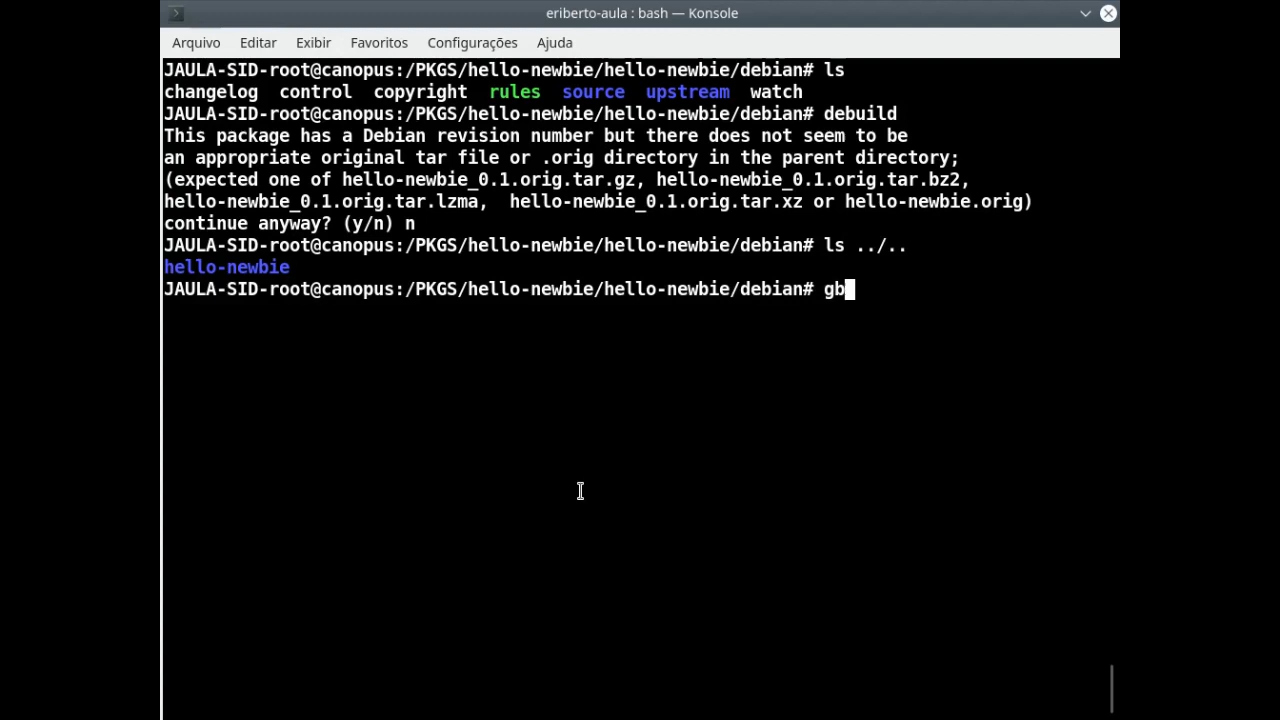 eriberto-aula : bash — Konsole
Arquivo Editar Exibir Favoritos Configurações Ajuda
JAULA-SID-root@canopus:/PKGS/hello-newbie/hello-newbie/debian# ls
changelog  control  copyright  rules  source  upstream  watch
JAULA-SID-root@canopus:/PKGS/hello-newbie/hello-newbie/debian# debuild
This package has a Debian revision number but there does not seem to be
an appropriate original tar file or .orig directory in the parent directory;
(expected one of hello-newbie_0.1.orig.tar.gz, hello-newbie_0.1.orig.tar.bz2,
hello-newbie_0.1.orig.tar.lzma,  hello-newbie_0.1.orig.tar.xz or hello-newbie.orig)
continue anyway? (y/n) n
JAULA-SID-root@canopus:/PKGS/hello-newbie/hello-newbie/debian# ls ../..
hello-newbie
JAULA-SID-root@canopus:/PKGS/hello-newbie/hello-newbie/debian# gb